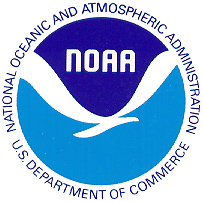 NATIONAL OCEANIC AND ATMOSPHERIC ADMINISTRATION
NOAA
U.S. DEPARTMENT OF COMMERCE